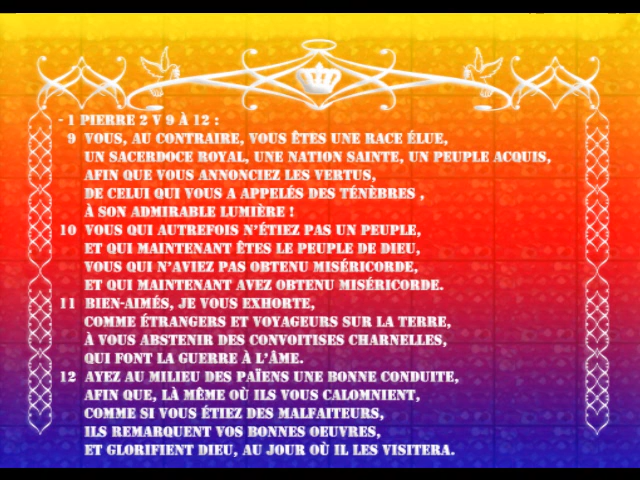 - 1 PIERRE 2 V 9 À 12 :
9 VOUS, AU CONTRAIRE, VOUS ÊTES UNE RACE ÉLUE,
UN SACERDOCE ROYAL, UNE NATION SAINTE, UN PEUPLE ACQUIS,
AFIN QUE VOUS ANNONCIEZ LES VERTUS,
DE CELUI QUI VOUS A APPELÉS DES TÉNÈBRES ,
À SON ADMIRABLE LUMIÈRE !
10 VOUS QUI AUTREFOIS N'ÉTIEZ PAS UN PEUPLE,
ET QUI MAINTENANT ÊTES LE PEUPLE DE DIEU,
VOUS QUI N'AVIEZ PAS OBTENU MISÉRICORDE,
ET QUI MAINTENANT AVEZ OBTENU MISÉRICORDE.
11 BIEN-AIMÉS, JE VOUS EXHORTE,
COMME ÉTRANGERS ET VOYAGEURS SUR LA TERRE,
À VOUS ABSTENIR DES CONVOITISES CHARNELLES,
QUI FONT LA GUERRE À L'ÂME.
12 AYEZ AU MILIEU DES PAÏENS UNE BONNE CONDUITE,
AFIN QUE, LÀ MÊME OÙ ILS VOUS CALOMNIENT,
COMME SI VOUS ÉTIEZ DES MALFAITEURS,
ILS REMARQUENT VOS BONNES OEUVRES,
ET GLORIFIENT DIEU, AU JOUR OÙ IL LES VISITERA.